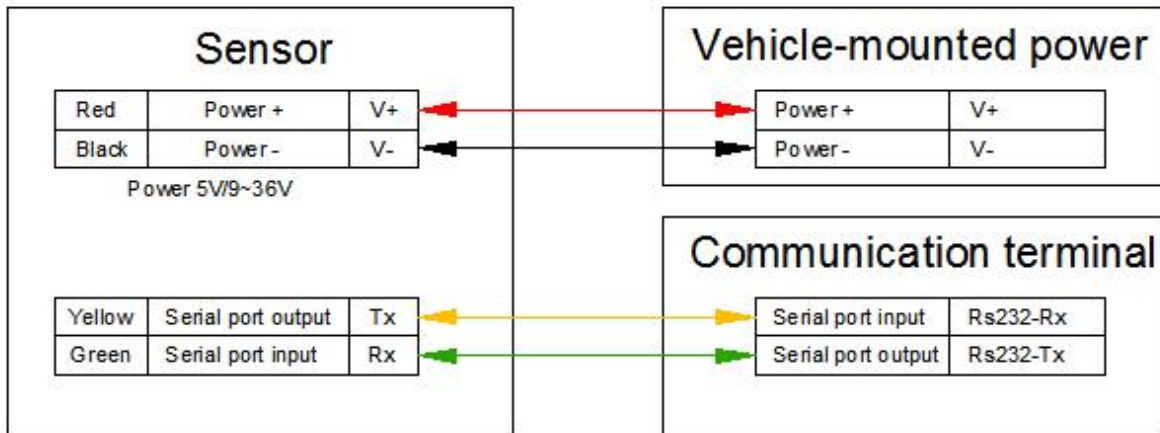 Sensor
Red Power + V+
Black Power - V-
Power 5V/9~36V
Yellow Serial port output Tx
Green Serial port input Rx
Vehicle-mounted power
Power + V+
Power - V-
Communication terminal
Serial port input Rs232-Rx
Serial port output Rs232-Tx